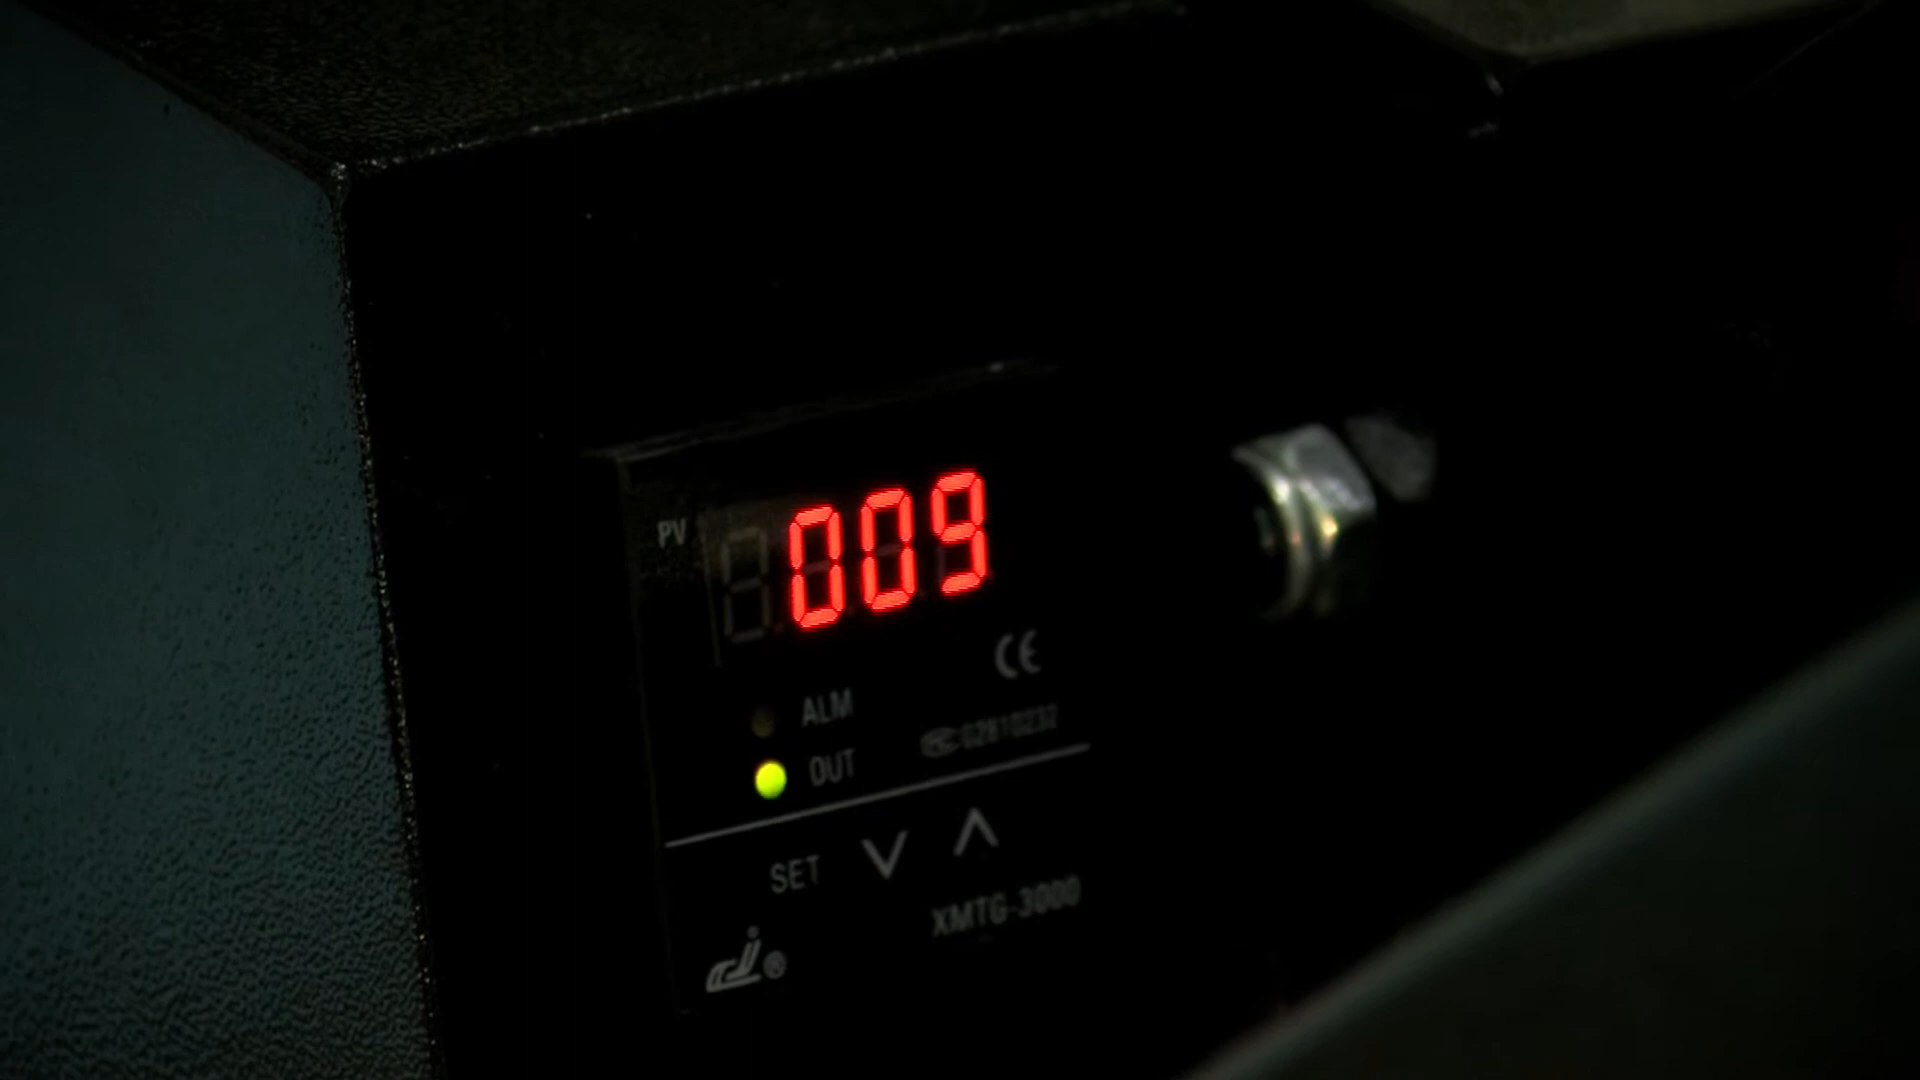 PV 009
CE
ALM
OUT
SET
XMTG-3000